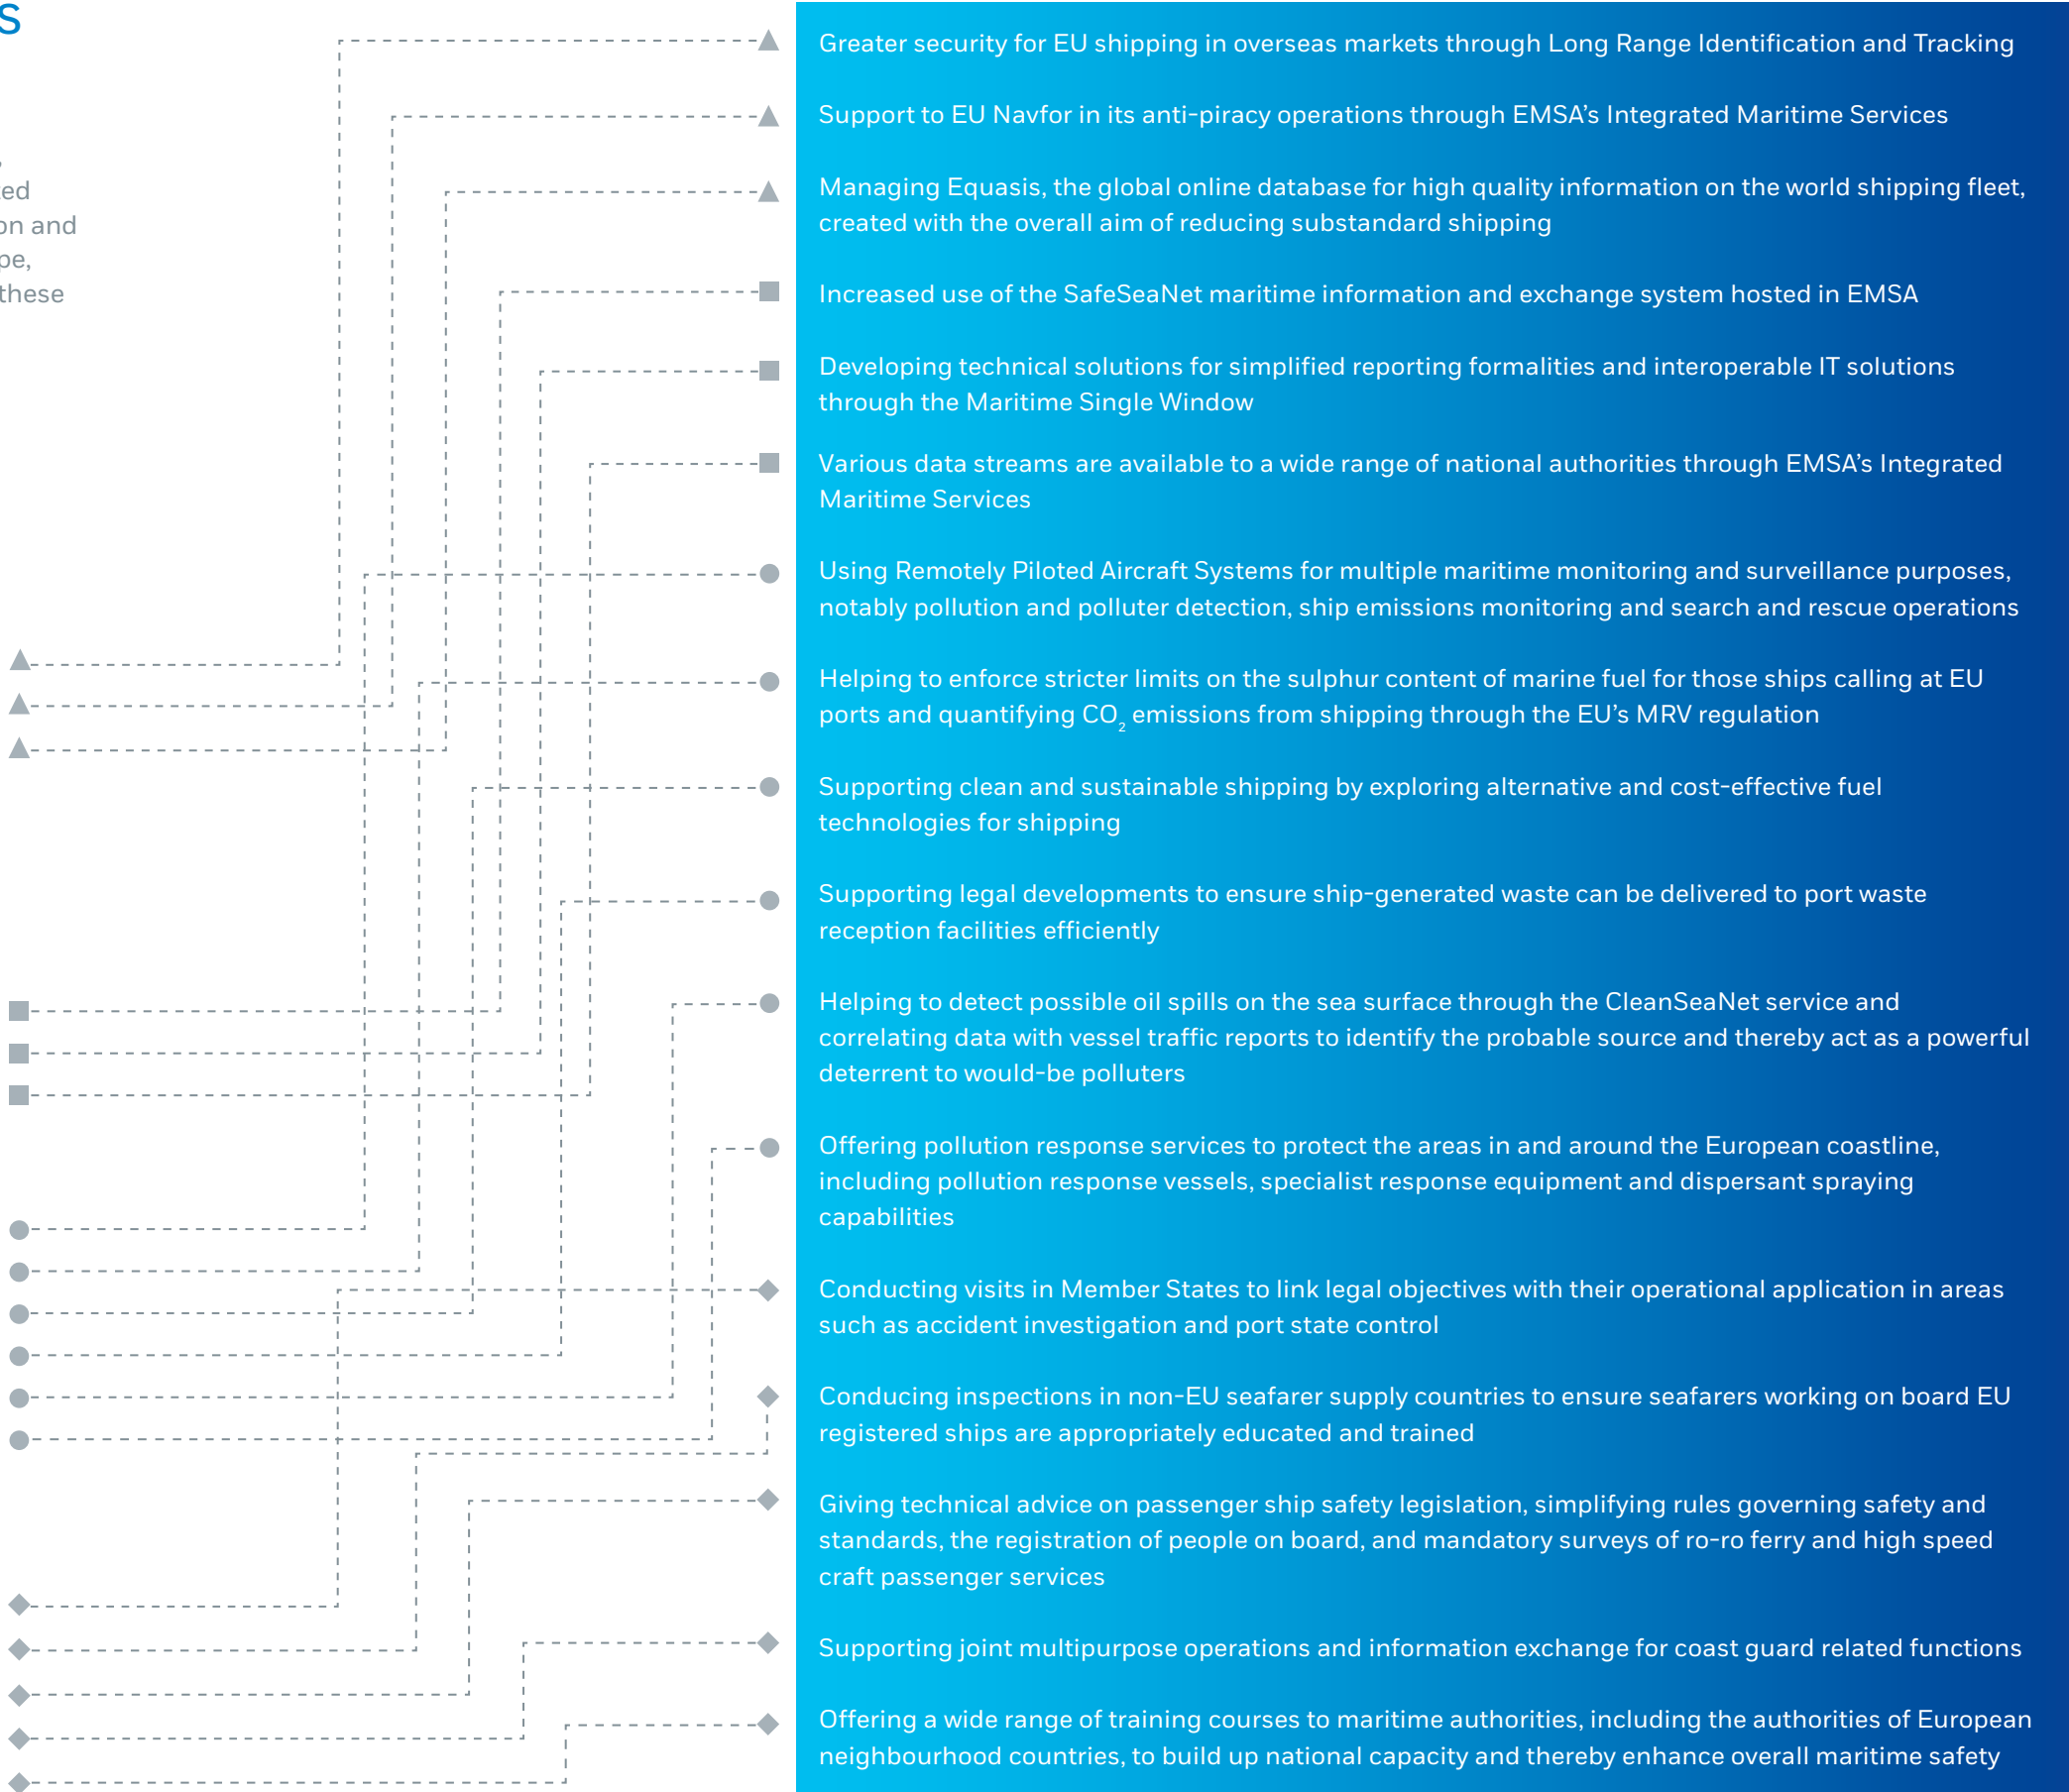 s
ed
on and
pe,
these
Greater security for EU shipping in overseas markets through Long Range Identification and Tracking
Support to EU Navfor in its anti-piracy operations through EMSA’s Integrated Maritime Services
Managing Equasis, the global online database for high quality information on the world shipping fleet,
created with the overall aim of reducing substandard shipping
Increased use of the SafeSeaNet maritime information and exchange system hosted in EMSA
Developing technical solutions for simplified reporting formalities and interoperable IT solutions
through the Maritime Single Window
Various data streams are available to a wide range of national authorities through EMSA’s Integrated
Maritime Services
Using Remotely Piloted Aircraft Systems for multiple maritime monitoring and surveillance purposes,
notably pollution and polluter detection, ship emissions monitoring and search and rescue operations
Helping to enforce stricter limits on the sulphur content of marine fuel for those ships calling at EU
ports and quantifying CO₂ emissions from shipping through the EU’s MRV regulation
Supporting clean and sustainable shipping by exploring alternative and cost-effective fuel
technologies for shipping
Supporting legal developments to ensure ship-generated waste can be delivered to port waste
reception facilities efficiently
Helping to detect possible oil spills on the sea surface through the CleanSeaNet service and
correlating data with vessel traffic reports to identify the probable source and thereby act as a powerful
deterrent to would-be polluters
Offering pollution response services to protect the areas in and around the European coastline,
including pollution response vessels, specialist response equipment and dispersant spraying
capabilities
Conducting visits in Member States to link legal objectives with their operational application in areas
such as accident investigation and port state control
Conducing inspections in non-EU seafarer supply countries to ensure seafarers working on board EU
registered ships are appropriately educated and trained
Giving technical advice on passenger ship safety legislation, simplifying rules governing safety and
standards, the registration of people on board, and mandatory surveys of ro-ro ferry and high speed
craft passenger services
Supporting joint multipurpose operations and information exchange for coast guard related functions
Offering a wide range of training courses to maritime authorities, including the authorities of European
neighbourhood countries, to build up national capacity and thereby enhance overall maritime safety